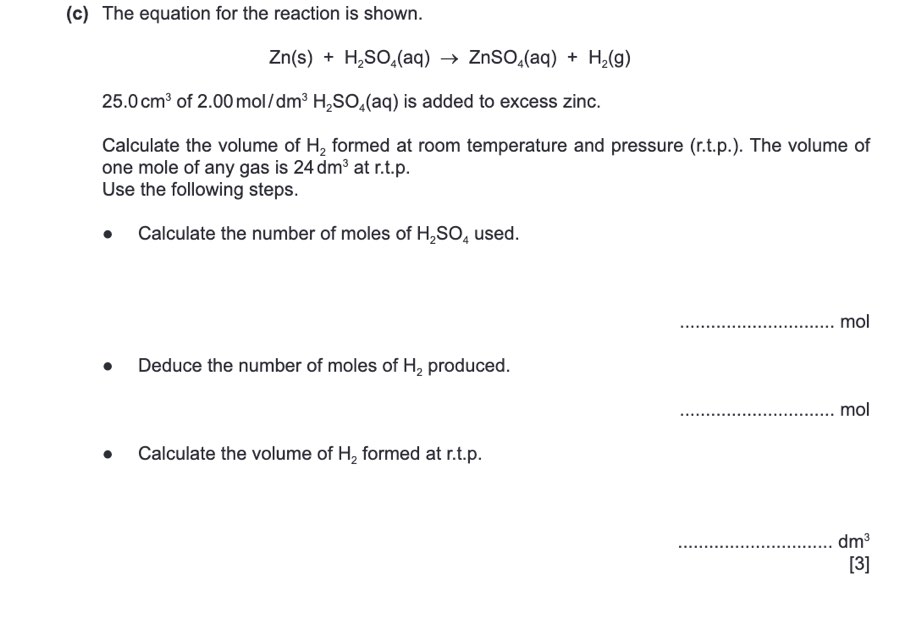 (c) The equation for the reaction is shown.
Zn(s) + H₂SO₄(aq) → ZnSO₄(aq) + H₂(g)
25.0 cm³ of 2.00 mol/dm³ H₂SO₄(aq) is added to excess zinc.
Calculate the volume of H₂ formed at room temperature and pressure (r.t.p.). The volume of
one mole of any gas is 24 dm³ at r.t.p.
Use the following steps.
● Calculate the number of moles of H₂SO₄ used.
.............................. mol
● Deduce the number of moles of H₂ produced.
.............................. mol
● Calculate the volume of H₂ formed at r.t.p.
.............................. dm³
[3]